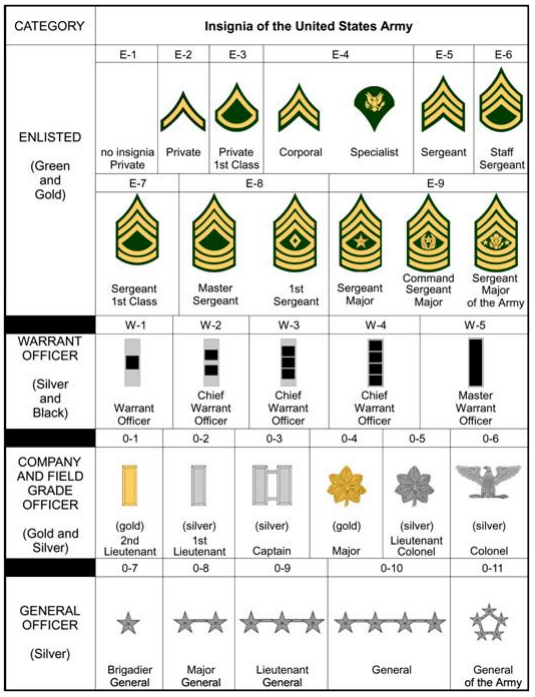 CATEGORY
Insignia of the United States Army
E-1
E-2
E-3
E-4
E-5
E-6
ENLISTED
(Green
and
Gold)
no insignia
Private
Private
Private
1st Class
Corporal
Specialist
Sergeant
Staff
Sergeant
E-7
E-8
E-9
Sergeant
1st Class
Master
Sergeant
1st
Sergeant
Sergeant
Major
Command
Sergeant
Major
Sergeant
Major
of the Army
W-1
W-2
W-3
W-4
W-5
WARRANT
OFFICER
(Silver
and
Black)
Warrant
Officer
Chief
Warrant
Officer
Chief
Warrant
Officer
Chief
Warrant
Officer
Master
Warrant
Officer
0-1
0-2
0-3
0-4
0-5
0-6
COMPANY
AND FIELD
GRADE
OFFICER
(Gold and
Silver)
(gold)
2nd
Lieutenant
(silver)
1st
Lieutenant
(silver)
Captain
(gold)
Major
(silver)
Lieutenant
Colonel
(silver)
Colonel
0-7
0-8
0-9
0-10
0-11
GENERAL
OFFICER
(Silver)
Brigadier
General
Major
General
Lieutenant
General
General
General
of the Army